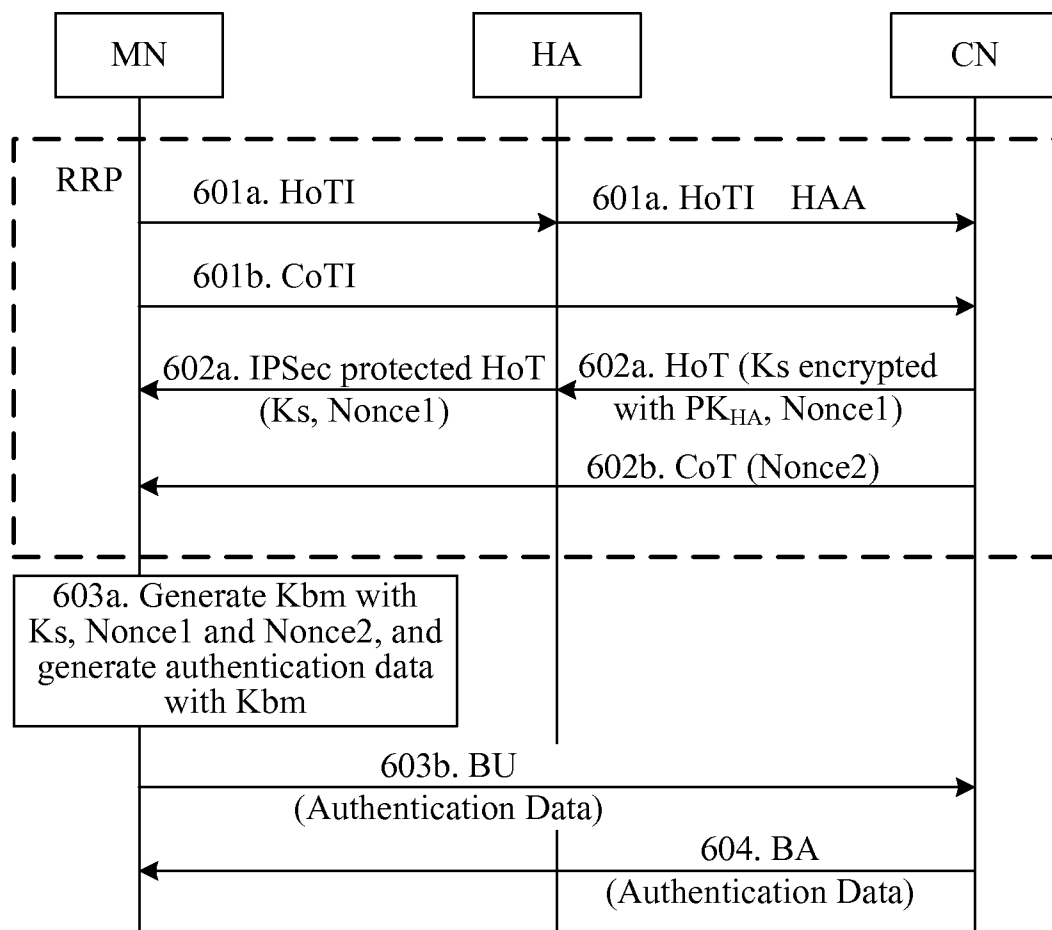 MN
HA
CN
RRP
601a. HoTI
601a. HoTI HAA
601b. CoTI
602a. IPSec protected HoT
(Ks, Nonce1)
602a. HoT (Ks encrypted
with PK_HA, Nonce1)
602b. CoT (Nonce2)
603a. Generate Kbm with
Ks, Nonce1 and Nonce2, and
generate authentication data
with Kbm
603b. BU
(Authentication Data)
604. BA
(Authentication Data)